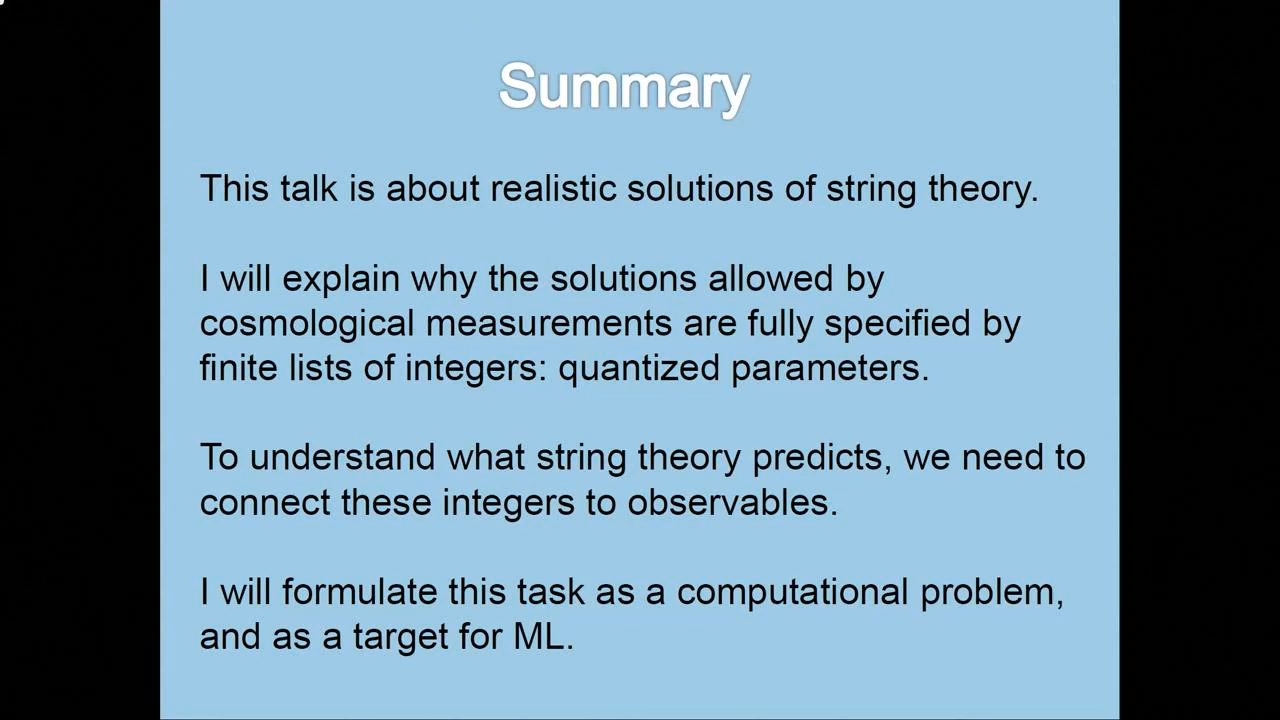 Summary
This talk is about realistic solutions of string theory.
I will explain why the solutions allowed by
cosmological measurements are fully specified by
finite lists of integers: quantized parameters.
To understand what string theory predicts, we need to
connect these integers to observables.
I will formulate this task as a computational problem,
and as a target for ML.